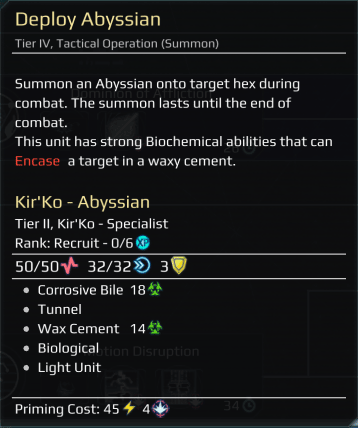 Deploy Abyssian
Tier IV, Tactical Operation (Summon)
Summon an Abyssian onto target hex during
combat. The summon lasts until the end of
combat.
This unit has strong Biochemical abilities that can
Encase a target in a waxy cement.
Kir'Ko - Abyssian
Tier II, Kir'Ko - Specialist
Rank: Recruit - 0/6 XP
50/50 32/32 3
Corrosive Bile 18
Tunnel
Wax Cement 14
Biological
Light Unit
Priming Cost: 45 4